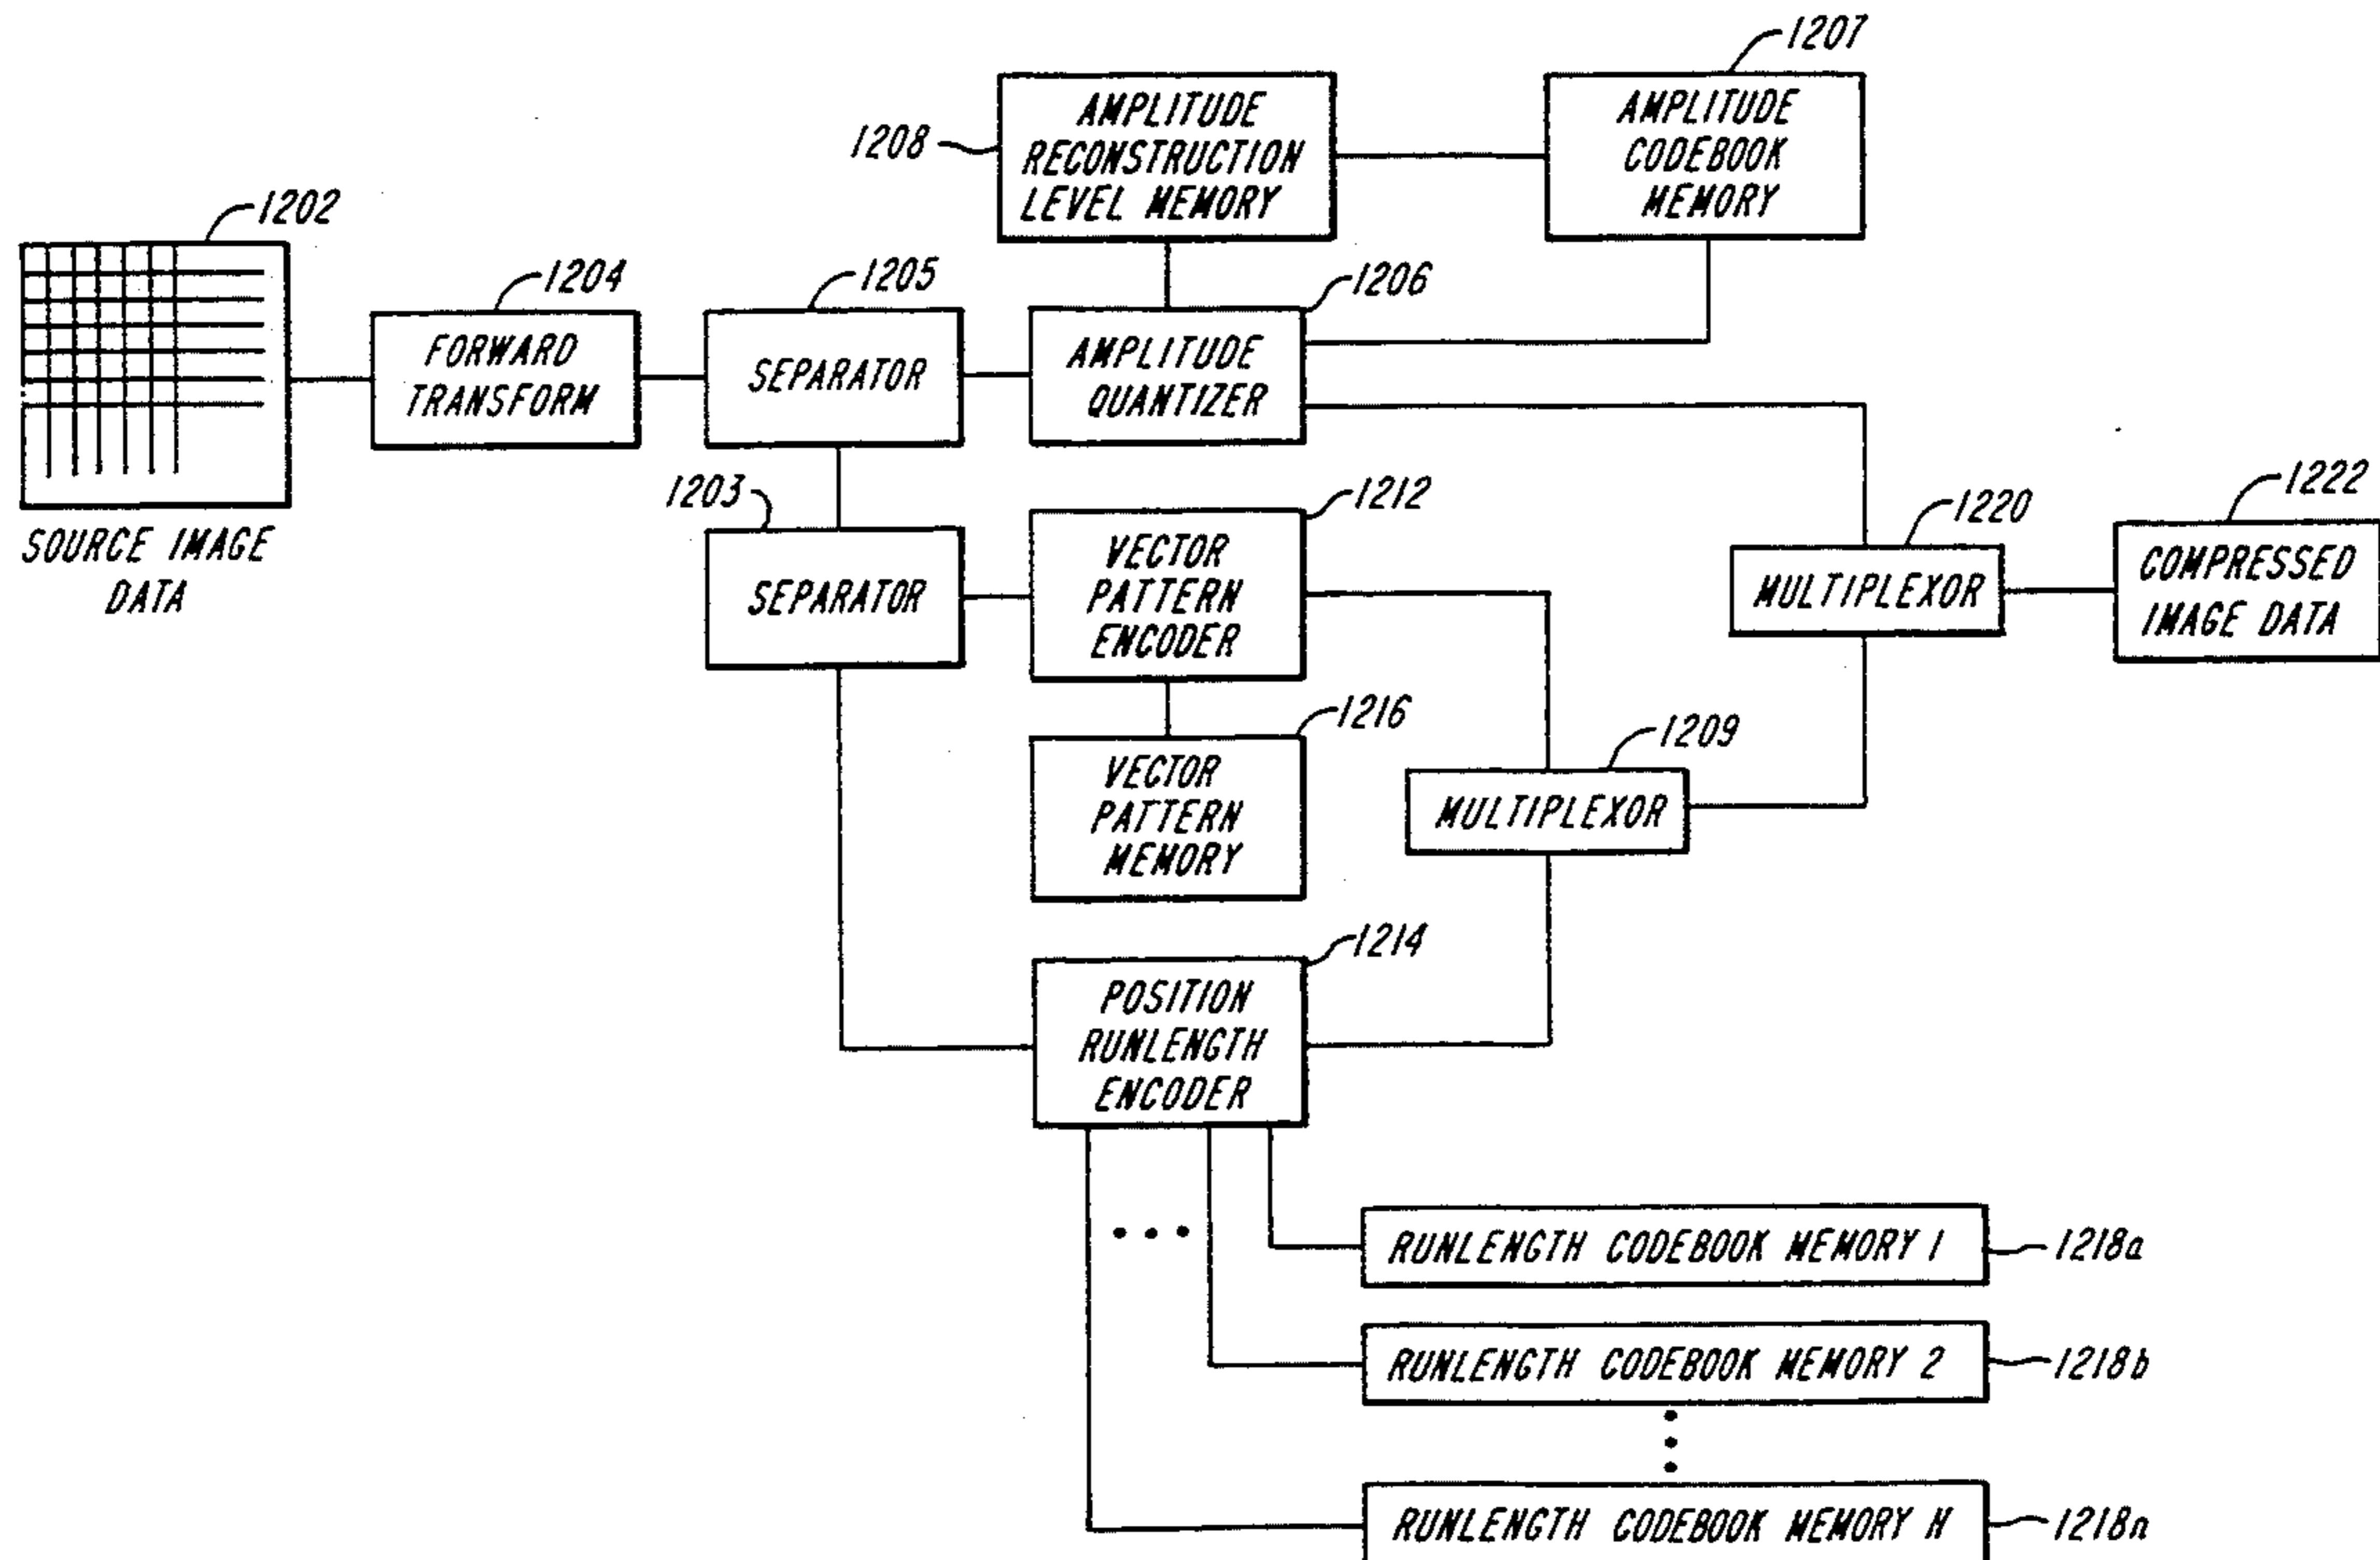 1207
AMPLITUDE
RECONSTRUCTION
LEVEL MEMORY
1208
AMPLITUDE
CODEBOOK
MEMORY
1202
SOURCE IMAGE
DATA
1204
FORWARD
TRANSFORM
1205
SEPARATOR
1206
AMPLITUDE
QUANTIZER
1203
SEPARATOR
1212
VECTOR
PATTERN
ENCODER
1220
MULTIPLEXOR
1222
COMPRESSED
IMAGE DATA
1216
VECTOR
PATTERN
MEMORY
1209
MULTIPLEXOR
1214
POSITION
RUNLENGTH
ENCODER
RUNLENGTH CODEBOOK MEMORY 1
1218a
RUNLENGTH CODEBOOK MEMORY 2
1218b
RUNLENGTH CODEBOOK MEMORY N
1218n